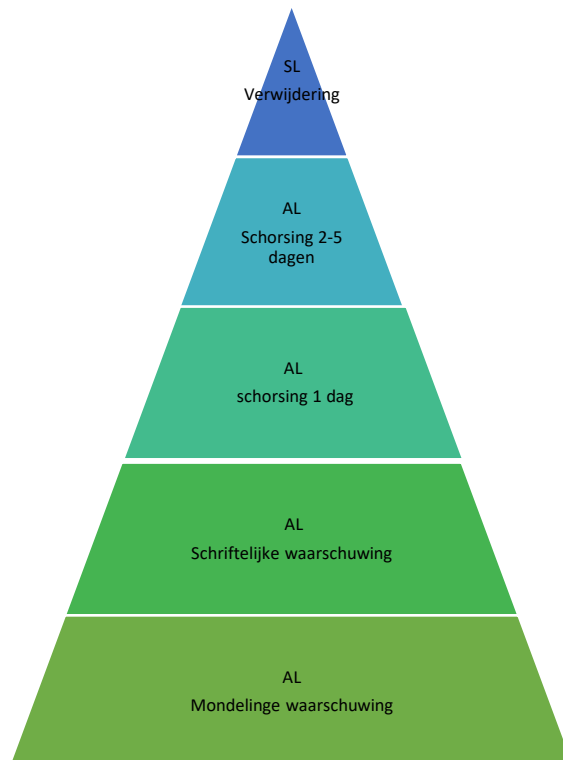 SL
Verwijdering
AL
Schorsing 2-5
dagen
AL
schorsing 1 dag
AL
Schriftelijke waarschuwing
AL
Mondelinge waarschuwing